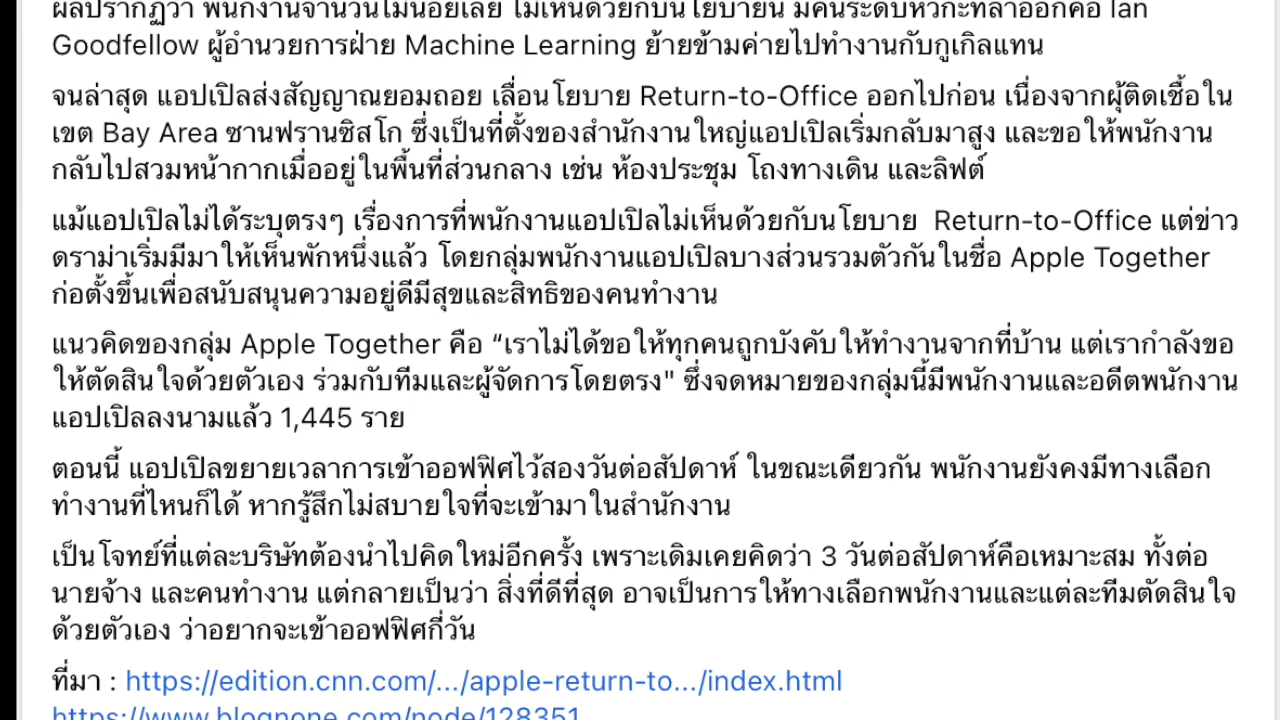 ผลปรากฏว่า พนักงานจำนวนไม่น้อยเลย ไม่เห็นด้วยกับนโยบายนี้ มีคนระดับหัวกะทิลาออกคือ Ian
Goodfellow ผู้อำนวยการฝ่าย Machine Learning ย้ายข้ามค่ายไปทำงานกับกูเกิลแทน
จนล่าสุด แอปเปิลส่งสัญญาณยอมถอย เลื่อนโยบาย Return-to-Office ออกไปก่อน เนื่องจากผุ้ติดเชื้อใน
เขต Bay Area ซานฟรานซิสโก ซึ่งเป็นที่ตั้งของสำนักงานใหญ่แอปเปิลเริ่มกลับมาสูง และขอให้พนักงาน
กลับไปสวมหน้ากากเมื่ออยู่ในพื้นที่ส่วนกลาง เช่น ห้องประชุม โถงทางเดิน และลิฟต์
แม้แอปเปิลไม่ได้ระบุตรงๆ เรื่องการที่พนักงานแอปเปิลไม่เห็นด้วยกับนโยบาย  Return-to-Office แต่ข่าว
ดราม่าเริ่มมีมาให้เห็นพักหนึ่งแล้ว โดยกลุ่มพนักงานแอปเปิลบางส่วนรวมตัวกันในชื่อ Apple Together
ก่อตั้งขึ้นเพื่อสนับสนุนความอยู่ดีมีสุขและสิทธิของคนทำงาน
แนวคิดของกลุ่ม Apple Together คือ “เราไม่ได้ขอให้ทุกคนถูกบังคับให้ทำงานจากที่บ้าน แต่เรากำลังขอ
ให้ตัดสินใจด้วยตัวเอง ร่วมกับทีมและผู้จัดการโดยตรง" ซึ่งจดหมายของกลุ่มนี้มีพนักงานและอดีตพนักงาน
แอปเปิลลงนามแล้ว 1,445 ราย
ตอนนี้ แอปเปิลขยายเวลาการเข้าออฟฟิศไว้สองวันต่อสัปดาห์ ในขณะเดียวกัน พนักงานยังคงมีทางเลือก
ทำงานที่ไหนก็ได้ หากรู้สึกไม่สบายใจที่จะเข้ามาในสำนักงาน
เป็นโจทย์ที่แต่ละบริษัทต้องนำไปคิดใหม่อีกครั้ง เพราะเดิมเคยคิดว่า 3 วันต่อสัปดาห์คือเหมาะสม ทั้งต่อ
นายจ้าง และคนทำงาน แต่กลายเป็นว่า สิ่งที่ดีที่สุด อาจเป็นการให้ทางเลือกพนักงานและแต่ละทีมตัดสินใจ
ด้วยตัวเอง ว่าอยากจะเข้าออฟฟิศกี่วัน
ที่มา : https://edition.cnn.com/.../apple-return-to.../index.html
https://www.blognone.com/node/128351